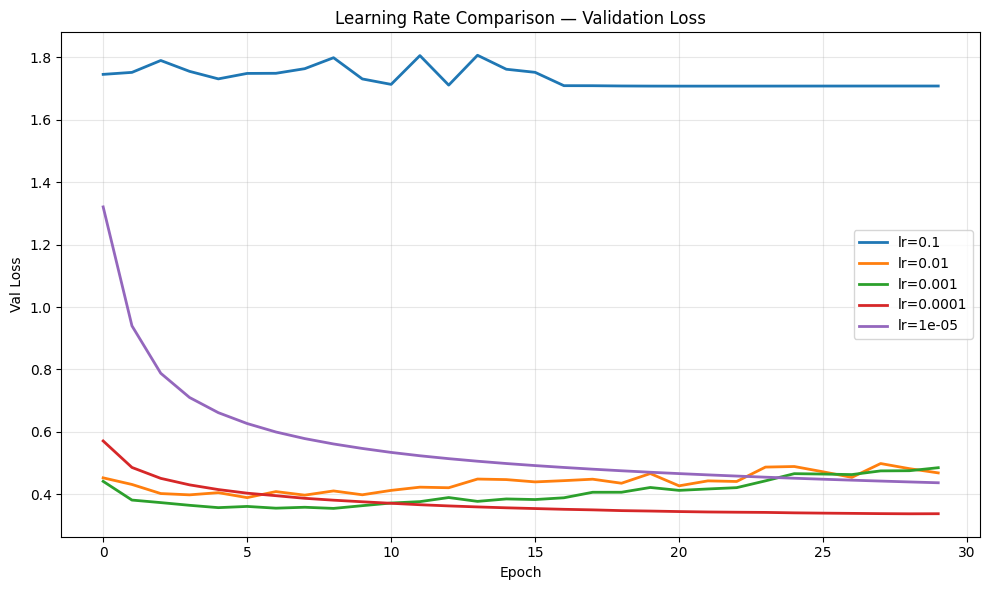 Learning Rate Comparison — Validation Loss
1.8
1.6
1.4
1.2
1.0
0.8
0.6
0.4
Val Loss
lr=0.1
lr=0.01
lr=0.001
lr=0.0001
lr=1e-05
0 5 10 15 20 25 30
Epoch